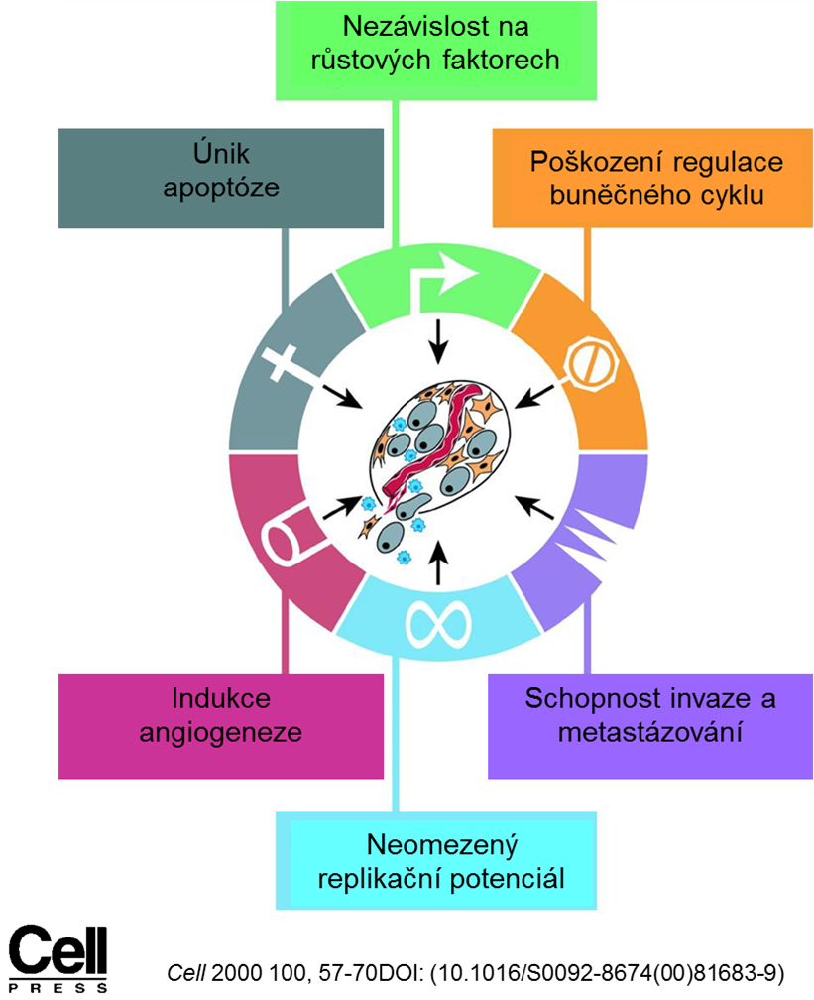 Nezávislost na
růstových faktorech
Únik
apoptóze
Poškození regulace
buněčného cyklu
Indukce
angiogeneze
Schopnost invaze a
metastázování
Neomezený
replikační potenciál
Cell
PRESS
Cell 2000 100, 57-70DOI: (10.1016/S0092-8674(00)81683-9)